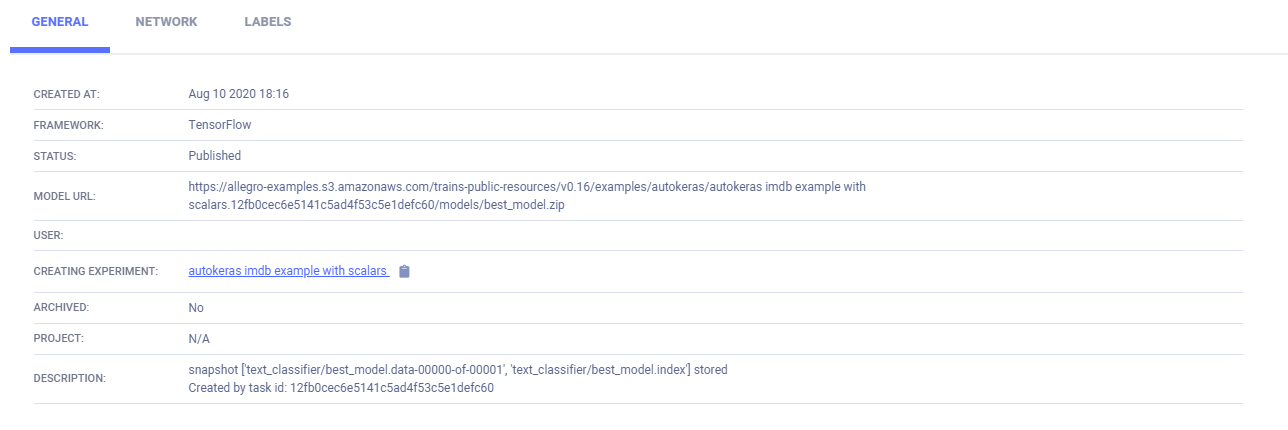 GENERAL NETWORK LABELS
CREATED AT: Aug 10 2020 18:16
FRAMEWORK: TensorFlow
STATUS: Published
MODEL URL: https://allegro-examples.s3.amazonaws.com/trains-public-resources/v0.16/examples/autokeras/autokeras imdb example with
scalars.12fb0cec6e5141c5ad4f53c5e1defc60/models/best_model.zip
USER:
CREATING EXPERIMENT: autokeras imdb example with scalars
ARCHIVED: No
PROJECT: N/A
DESCRIPTION: snapshot ['text_classifier/best_model.data-00000-of-00001', 'text_classifier/best_model.index'] stored
Created by task id: 12fb0cec6e5141c5ad4f53c5e1defc60